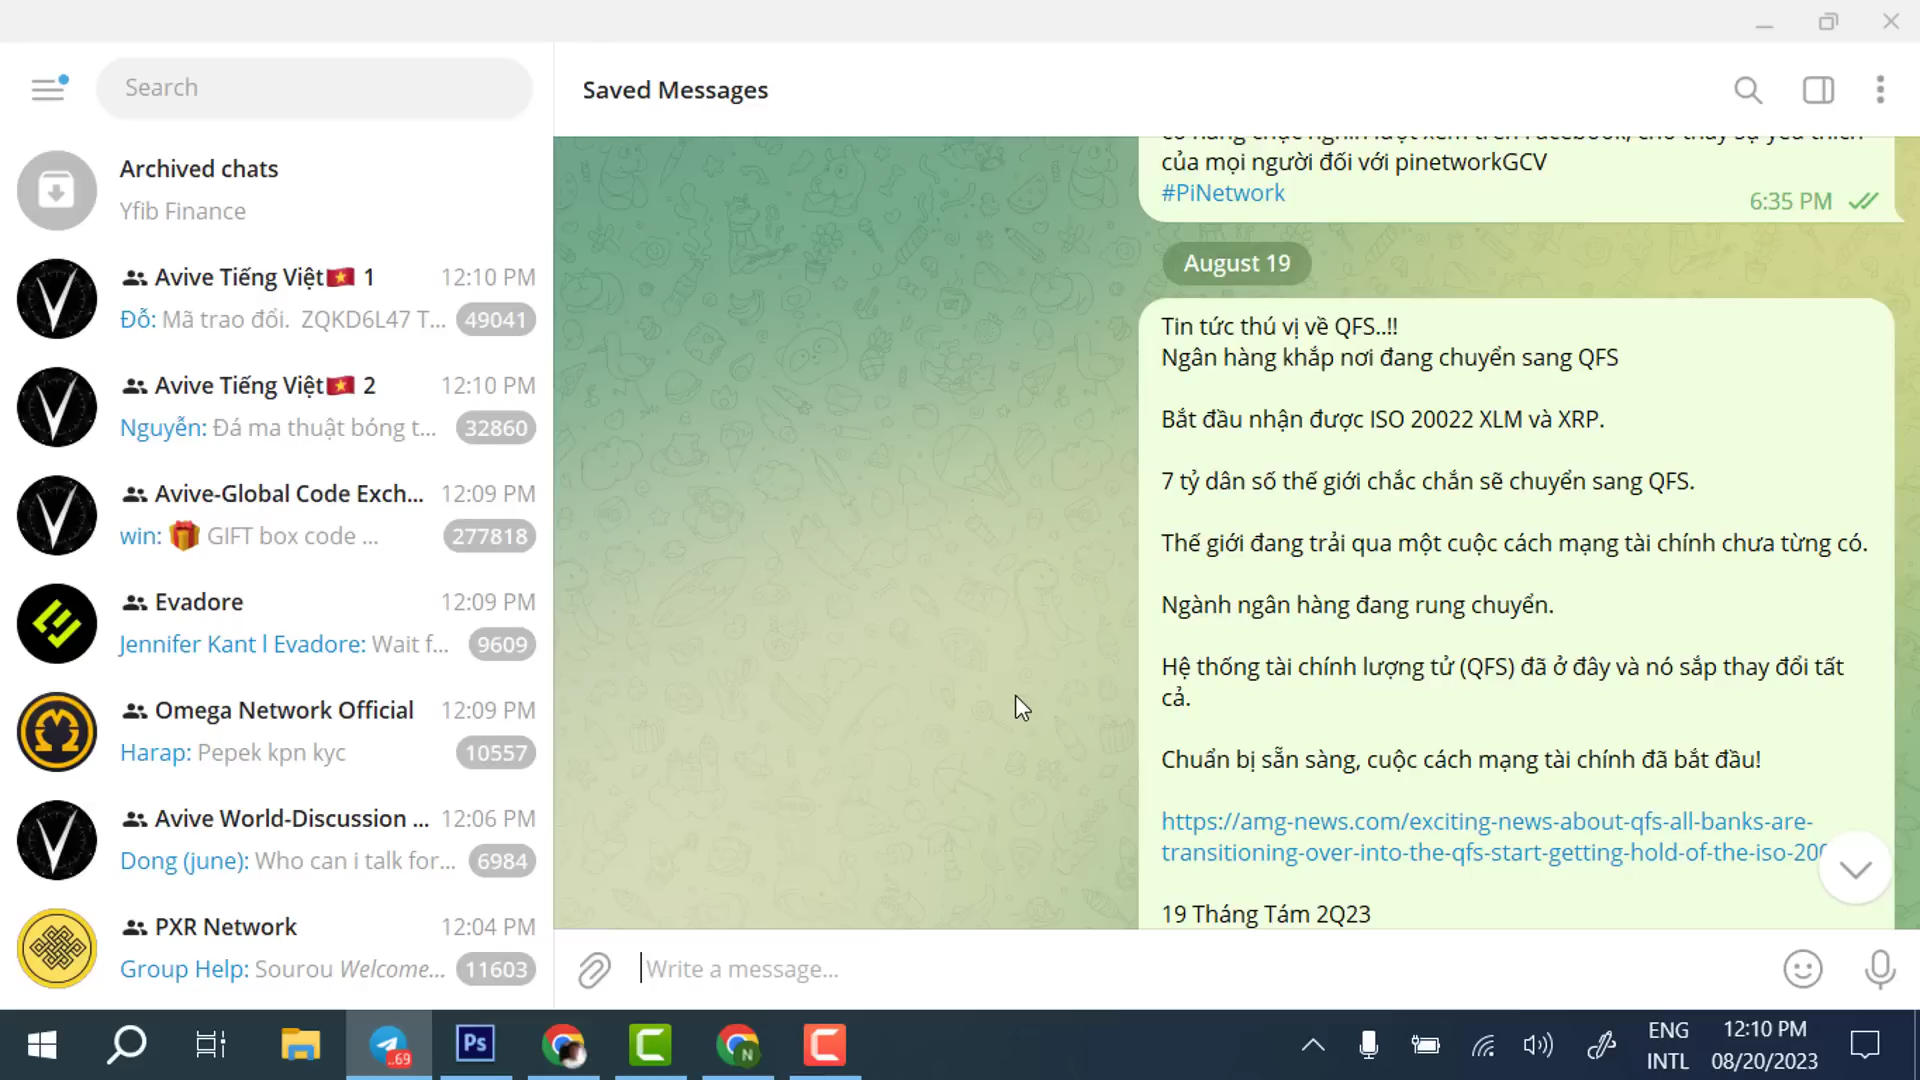 Search
Saved Messages
Archived chats
Yfib Finance
Avive Tiếng Việt🇻🇳 1
12:10 PM
Đỗ: Mã trao đổi. ZQKD6L47 T...
49041
Avive Tiếng Việt🇻🇳 2
12:10 PM
Nguyễn: Đá ma thuật bóng t...
32860
Avive-Global Code Exch...
12:09 PM
win: 🎁 GIFT box code ...
277818
Evadore
12:09 PM
Jennifer Kant l Evadore: Wait f...
9609
Omega Network Official
12:09 PM
Harap: Pepek kpn kyc
10557
Avive World-Discussion ...
12:06 PM
Dong (june): Who can i talk for...
6984
PXR Network
12:04 PM
Group Help: Sourou Welcome...
11603
của mọi người đối với pinetworkGCV
#PiNetwork
6:35 PM
August 19
Tin tức thú vị về QFS..!!
Ngân hàng khắp nơi đang chuyển sang QFS
Bắt đầu nhận được ISO 20022 XLM và XRP.
7 tỷ dân số thế giới chắc chắn sẽ chuyển sang QFS.
Thế giới đang trải qua một cuộc cách mạng tài chính chưa từng có.
Ngành ngân hàng đang rung chuyển.
Hệ thống tài chính lượng tử (QFS) đã ở đây và nó sắp thay đổi tất
cả.
Chuẩn bị sẵn sàng, cuộc cách mạng tài chính đã bắt đầu!
https://amg-news.com/exciting-news-about-qfs-all-banks-are-
transitioning-over-into-the-qfs-start-getting-hold-of-the-iso-200
19 Tháng Tám 2Q23
Write a message...
..69
Ps
N
ENG
INTL
12:10 PM
08/20/2023